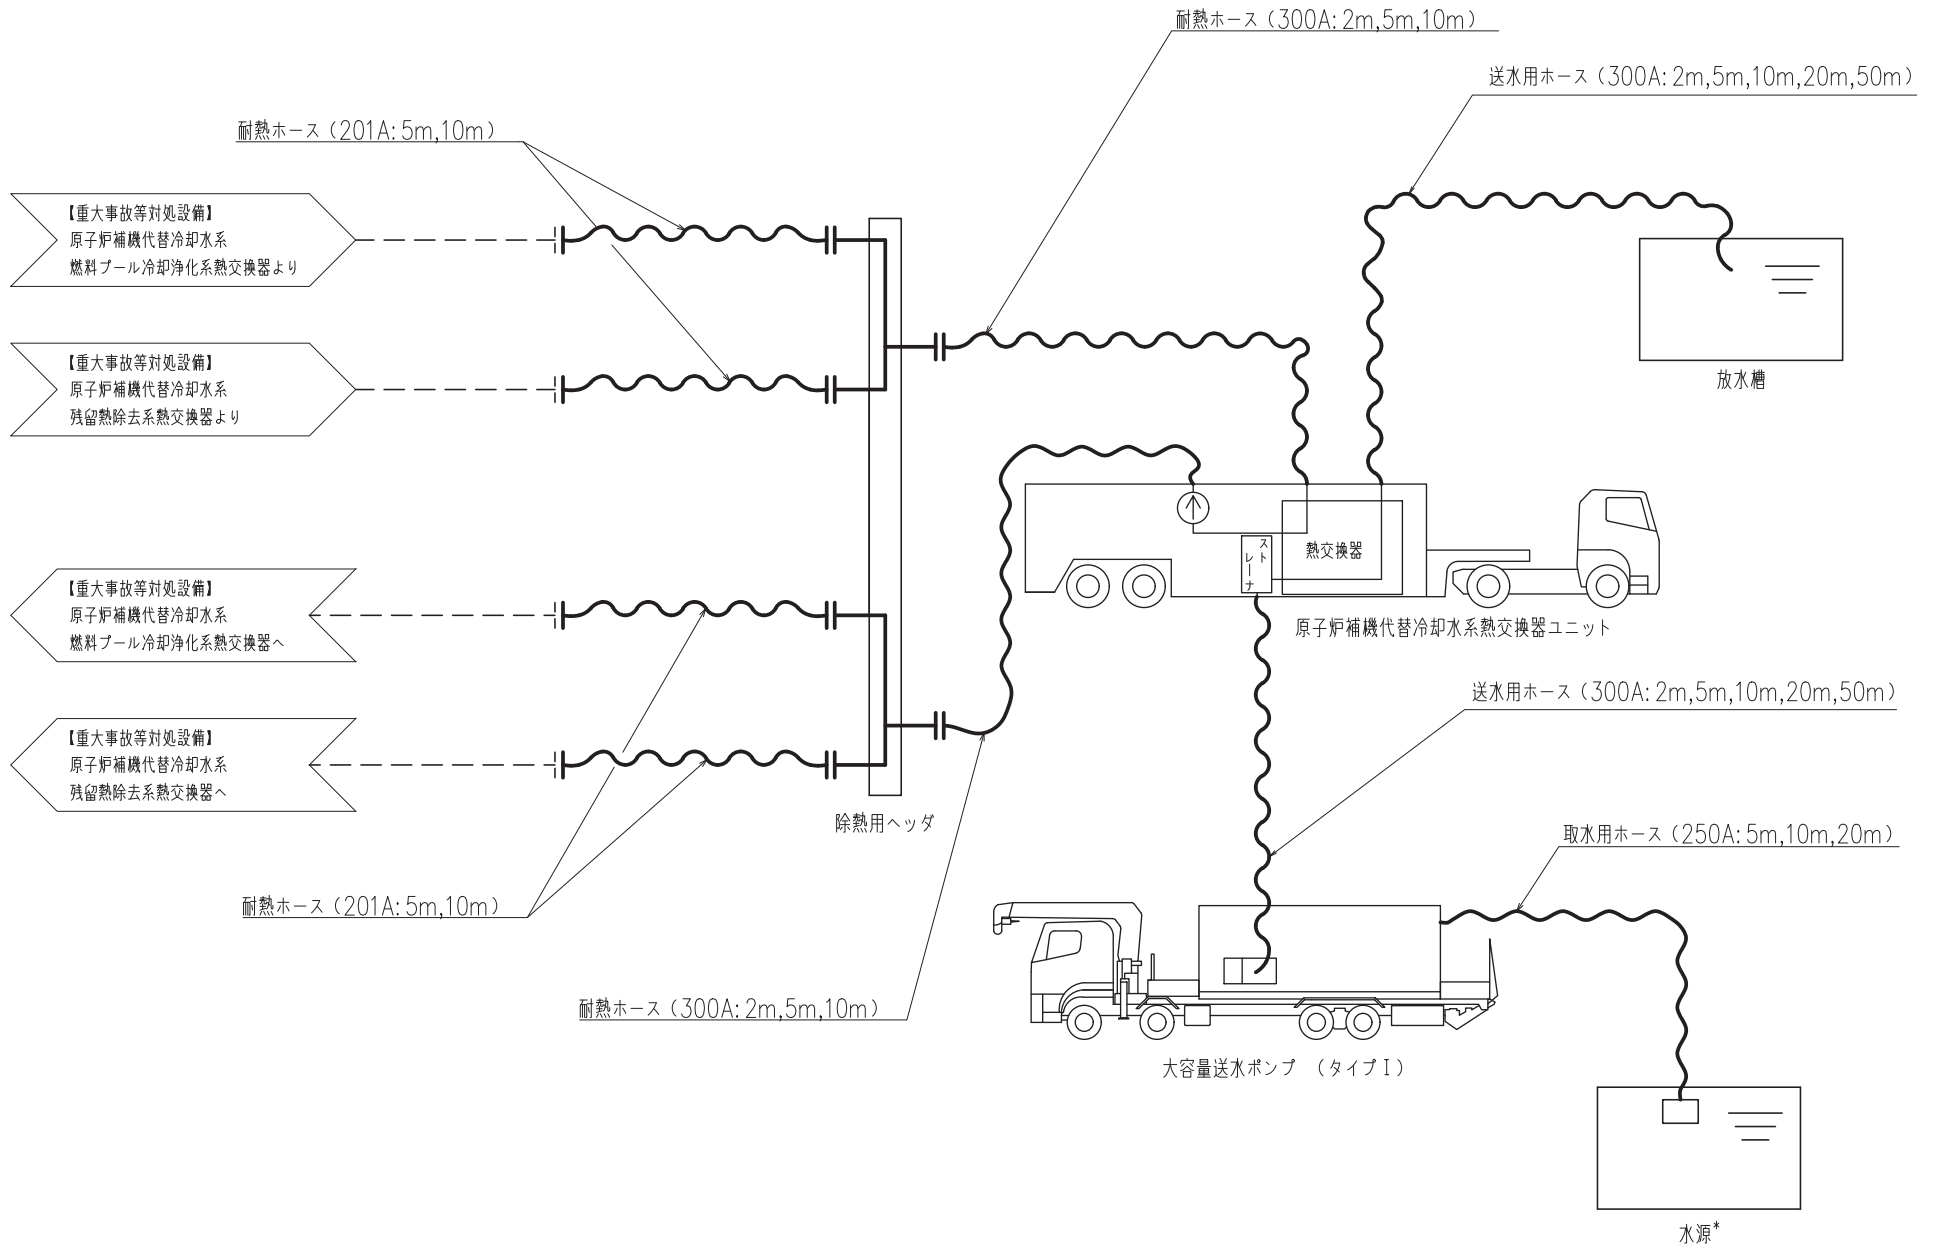 耐熱ホース（300A:2m,5m,10m）
送水用ホース（300A:2m,5m,10m,20m,50m）
耐熱ホース（201A:5m,10m）
【重大事故等対処設備】
原子炉補機代替冷却水系
燃料プール冷却浄化系熱交換器より
【重大事故等対処設備】
原子炉補機代替冷却水系
残留熱除去系熱交換器より
放水槽
ストレーナ
熱交換器
【重大事故等対処設備】
原子炉補機代替冷却水系
燃料プール冷却浄化系熱交換器へ
原子炉補機代替冷却水系熱交換器ユニット
送水用ホース（300A:2m,5m,10m,20m,50m）
【重大事故等対処設備】
原子炉補機代替冷却水系
残留熱除去系熱交換器へ
除熱用ヘッダ
取水用ホース（250A:5m,10m,20m）
耐熱ホース（201A:5m,10m）
耐熱ホース（300A:2m,5m,10m）
大容量送水ポンプ　（タイプⅠ）
水源*